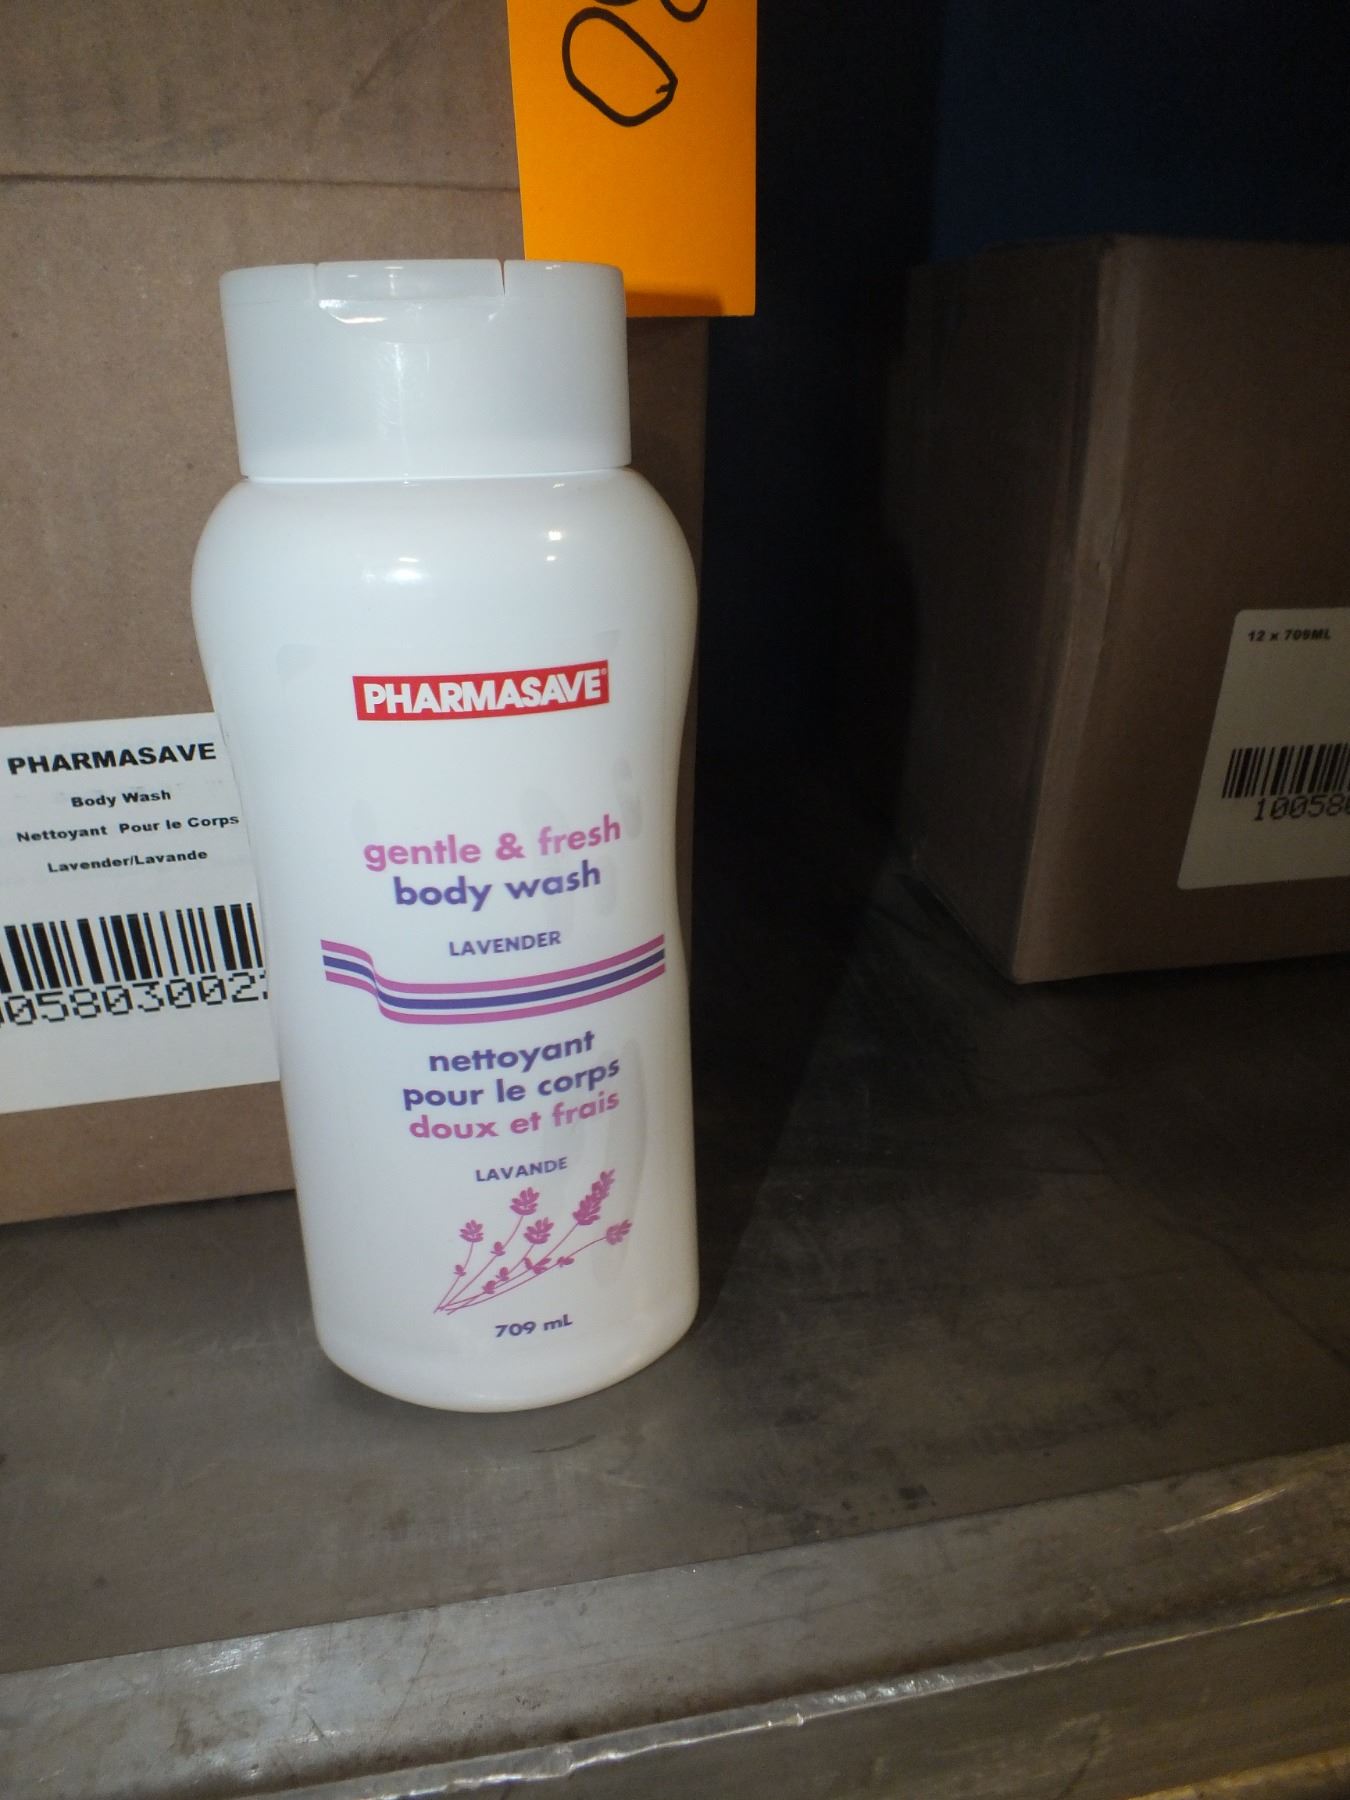 PHARMASAVE
Body Wash
Nettoyant Pour le Corps
Lavender/Lavande
PHARMASAVE®
gentle & fresh
body wash
LAVENDER
nettoyant
pour le corps
doux et frais
LAVANDE
709 mL
12 x 709ML